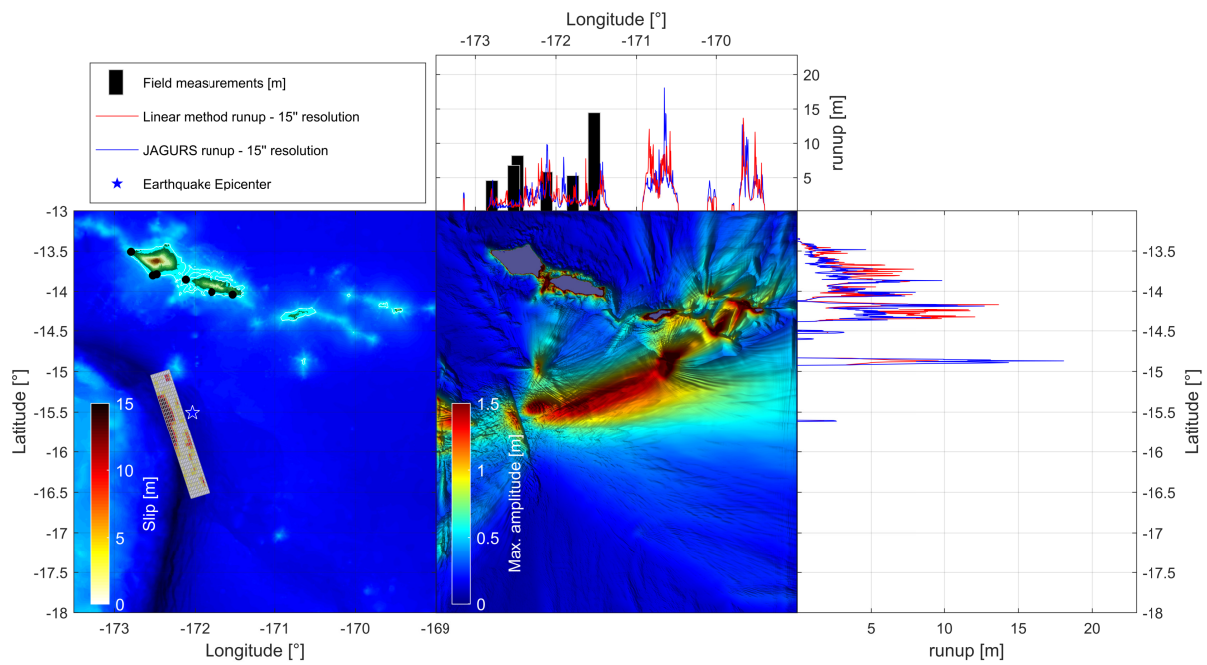 Longitude [°]
-173 -172 -171 -170
Field measurements [m]
Linear method runup - 15" resolution
JAGURS runup - 15" resolution
Earthquake Epicenter
20
15
10
5
runup [m]
-13
-13.5
-14
-14.5
-15
-15.5
-16
-16.5
-17
-17.5
-18
Latitude [°]
15
10
5
0
Slip [m]
-173 -172 -171 -170 -169
Longitude [°]
1.5
1
0.5
0
Max. amplitude [m]
-13.5
-14
-14.5
-15
-15.5
-16
-16.5
-17
-17.5
-18
Latitude [°]
5 10 15 20
runup [m]